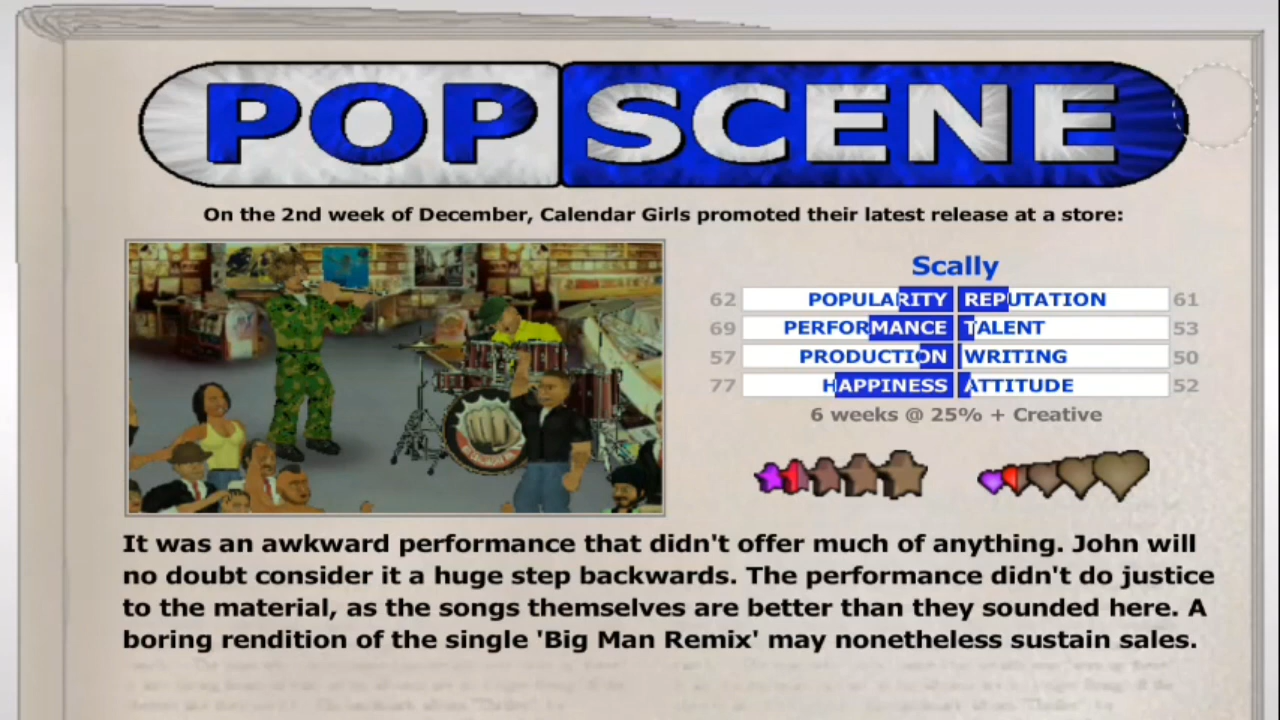 POP SCENE
On the 2nd week of December, Calendar Girls promoted their latest release at a store:
Scally
62 POPULARITY REPUTATION 61
69 PERFORMANCE TALENT 53
57 PRODUCTION WRITING 50
77 HAPPINESS ATTITUDE 52
6 weeks @ 25% + Creative
It was an awkward performance that didn't offer much of anything. John will
no doubt consider it a huge step backwards. The performance didn't do justice
to the material, as the songs themselves are better than they sounded here. A
boring rendition of the single 'Big Man Remix' may nonetheless sustain sales.